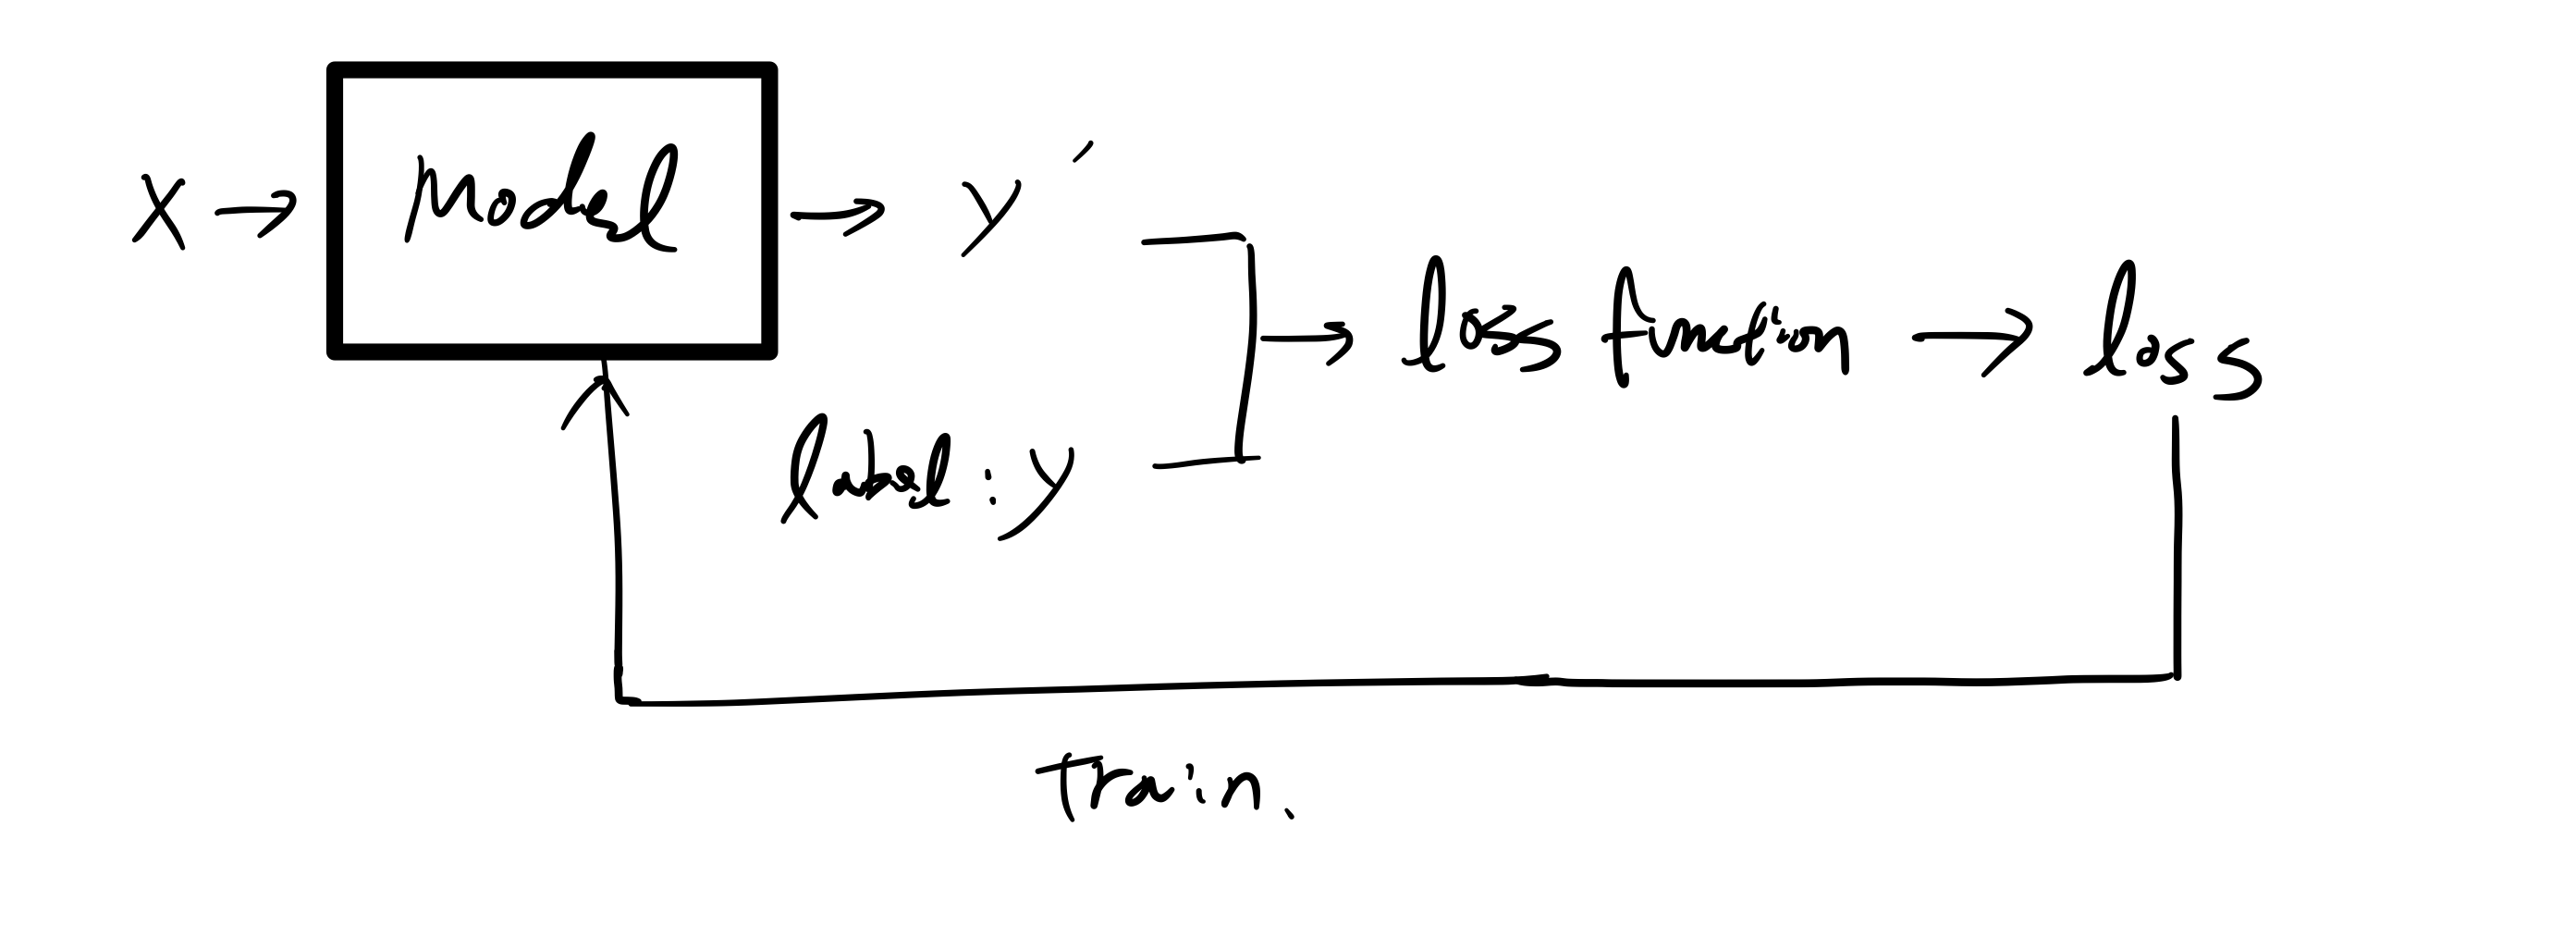 X → Model → y'
label : y
→ loss function → loss
Train.